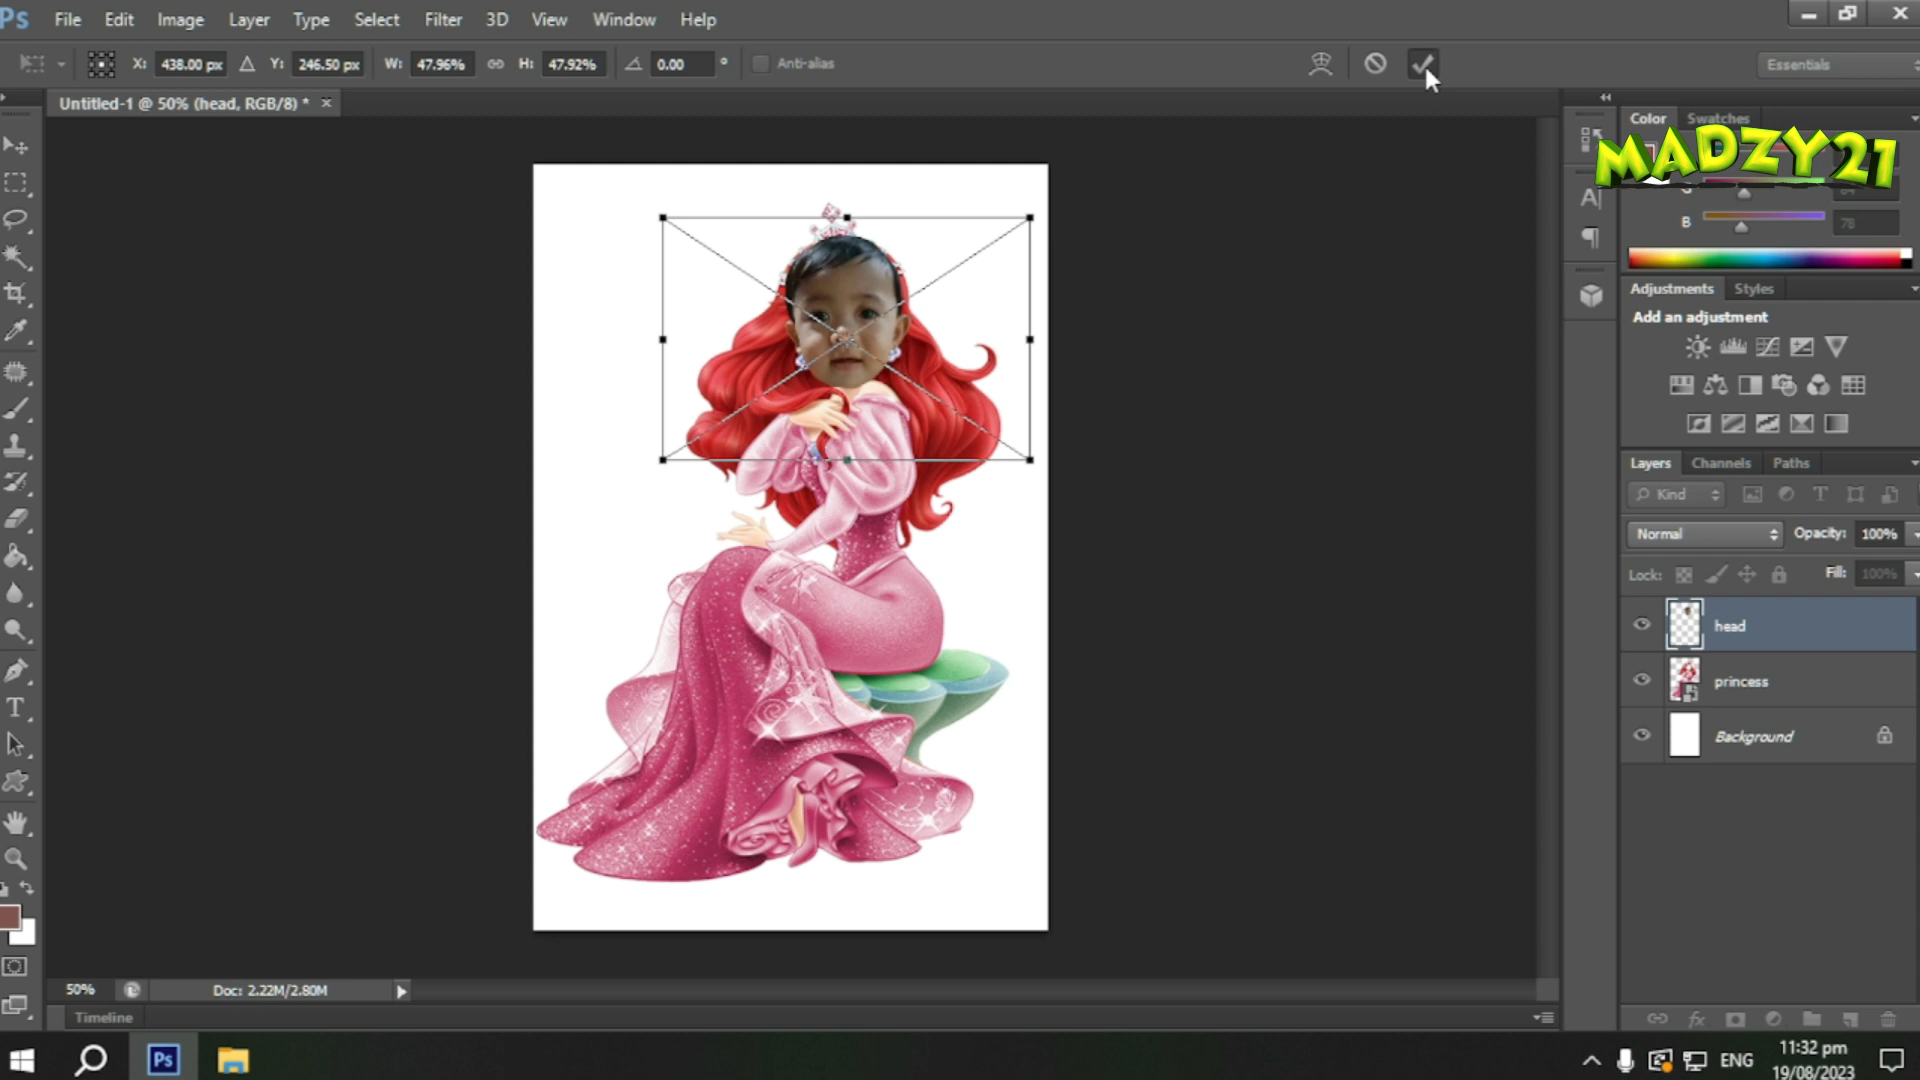 Ps File Edit Image Layer Type Select Filter 3D View Window Help
X: 438.00 px Y: 246.50 px W: 47.96% H: 47.92% 0.00 ° Anti-alias Essentials
Untitled-1 @ 50% (head, RGB/8) * ×
Color Swatches
MADZY21
B 78
Adjustments Styles
Add an adjustment
Layers Channels Paths
Kind
Normal Opacity: 100%
Lock: Fill: 100%
head
princess
Background
50% Doc: 2.22M/2.80M
Timeline
Ps ENG 11:32 pm
19/08/2023